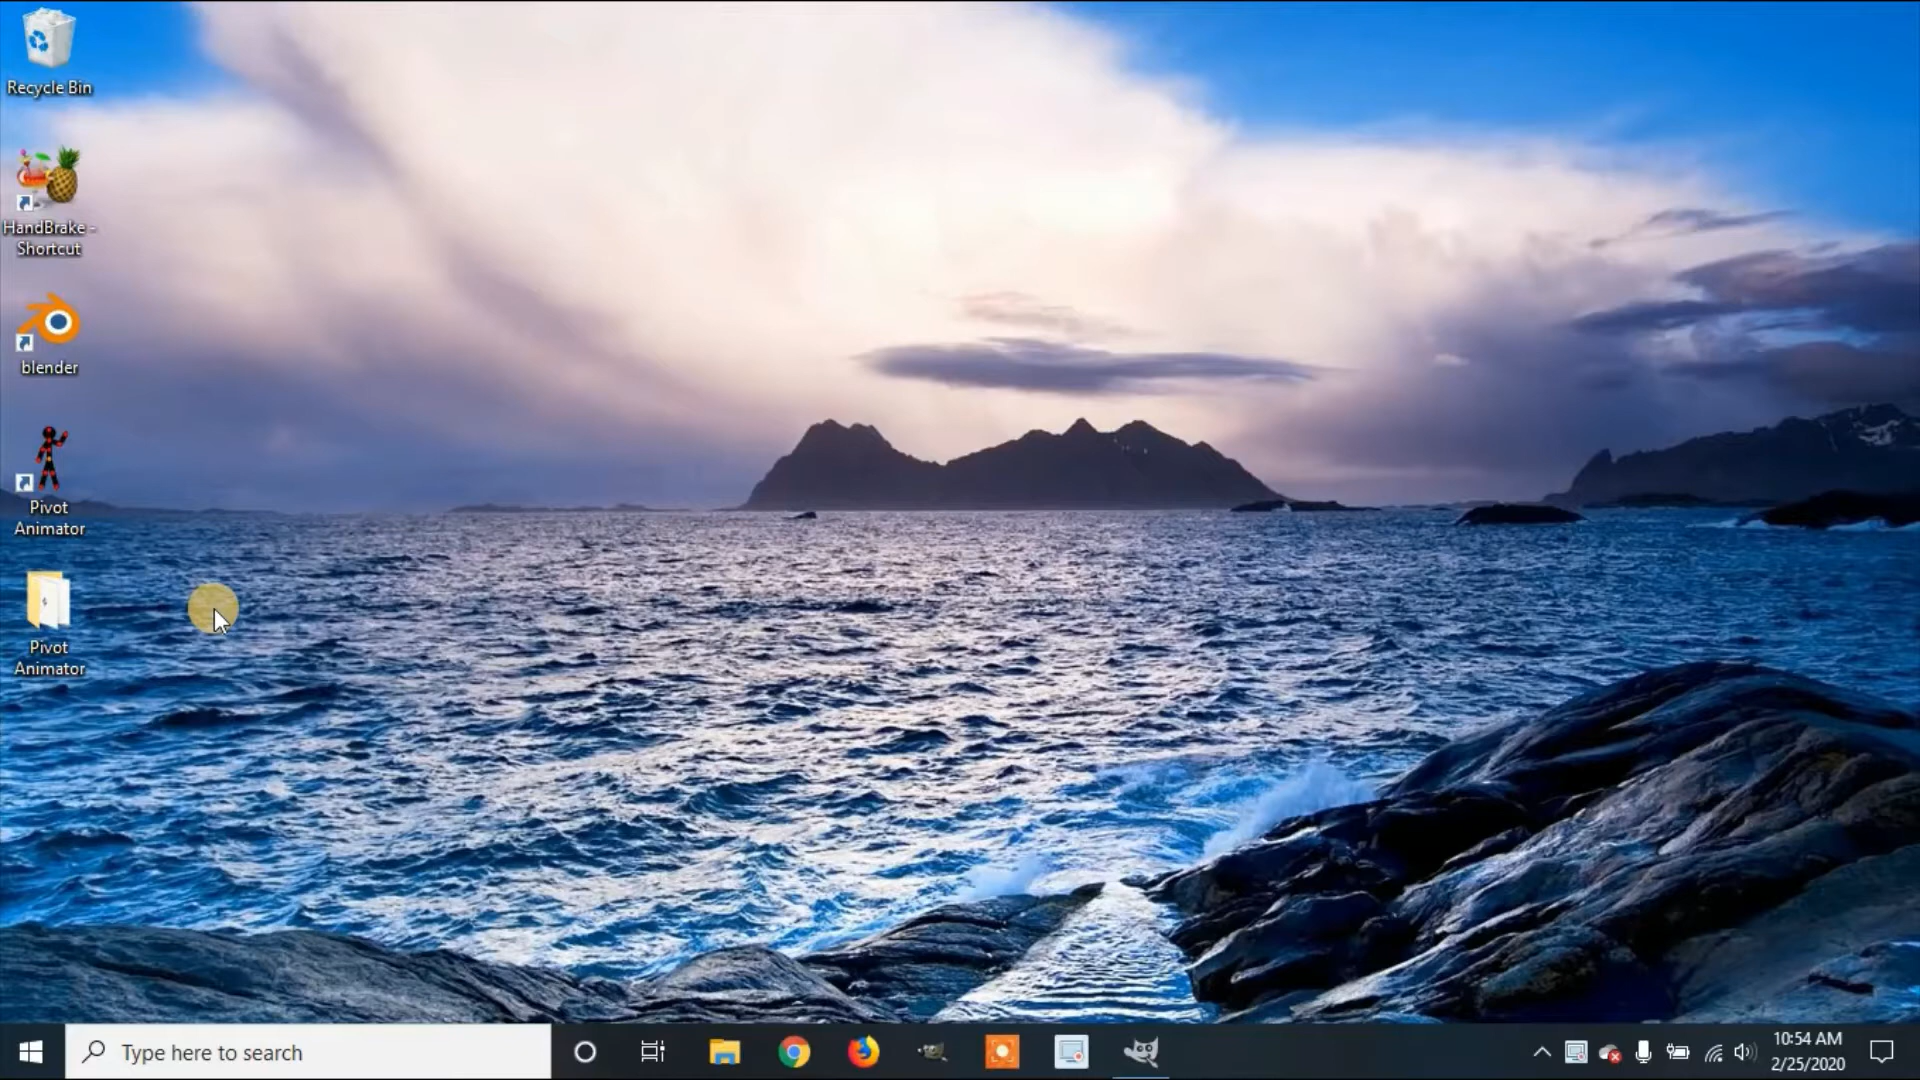 Recycle Bin
HandBrake -
Shortcut
blender
Pivot
Animator
Pivot
Animator
Type here to search
10:54 AM
2/25/2020